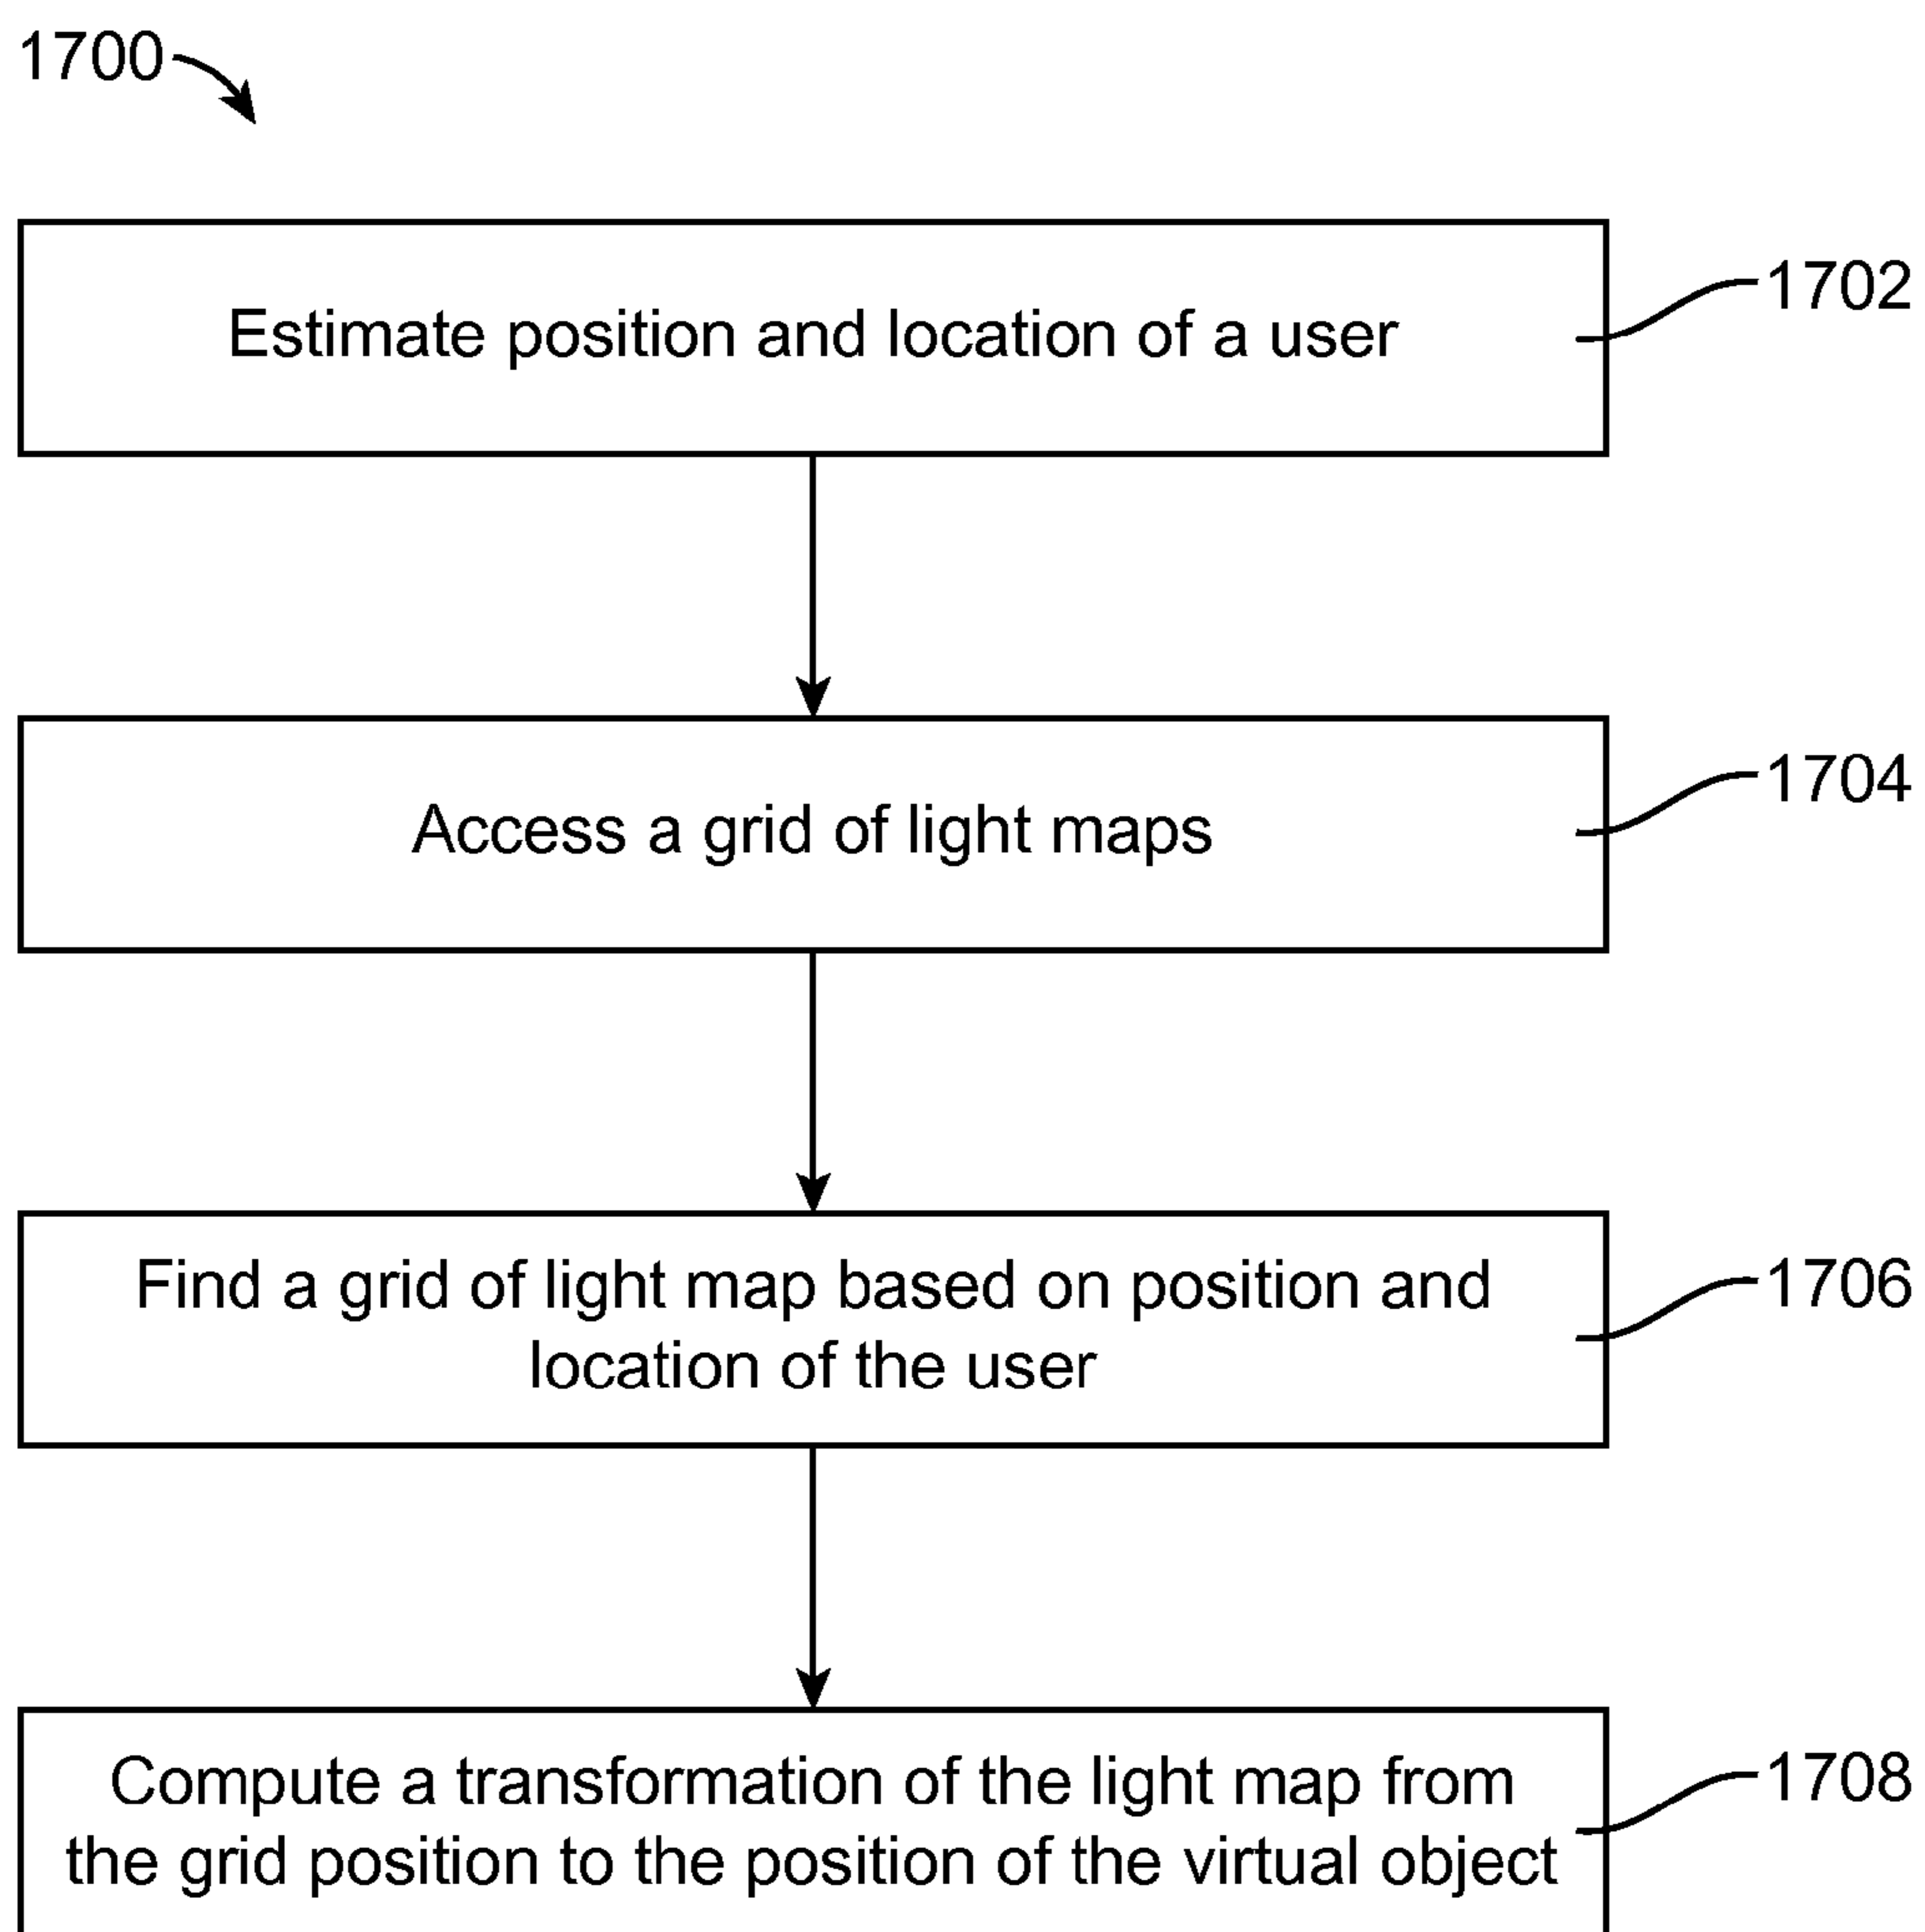 1700
Estimate position and location of a user
1702
Access a grid of light maps
1704
Find a grid of light map based on position and
location of the user
1706
Compute a transformation of the light map from
the grid position to the position of the virtual object
1708